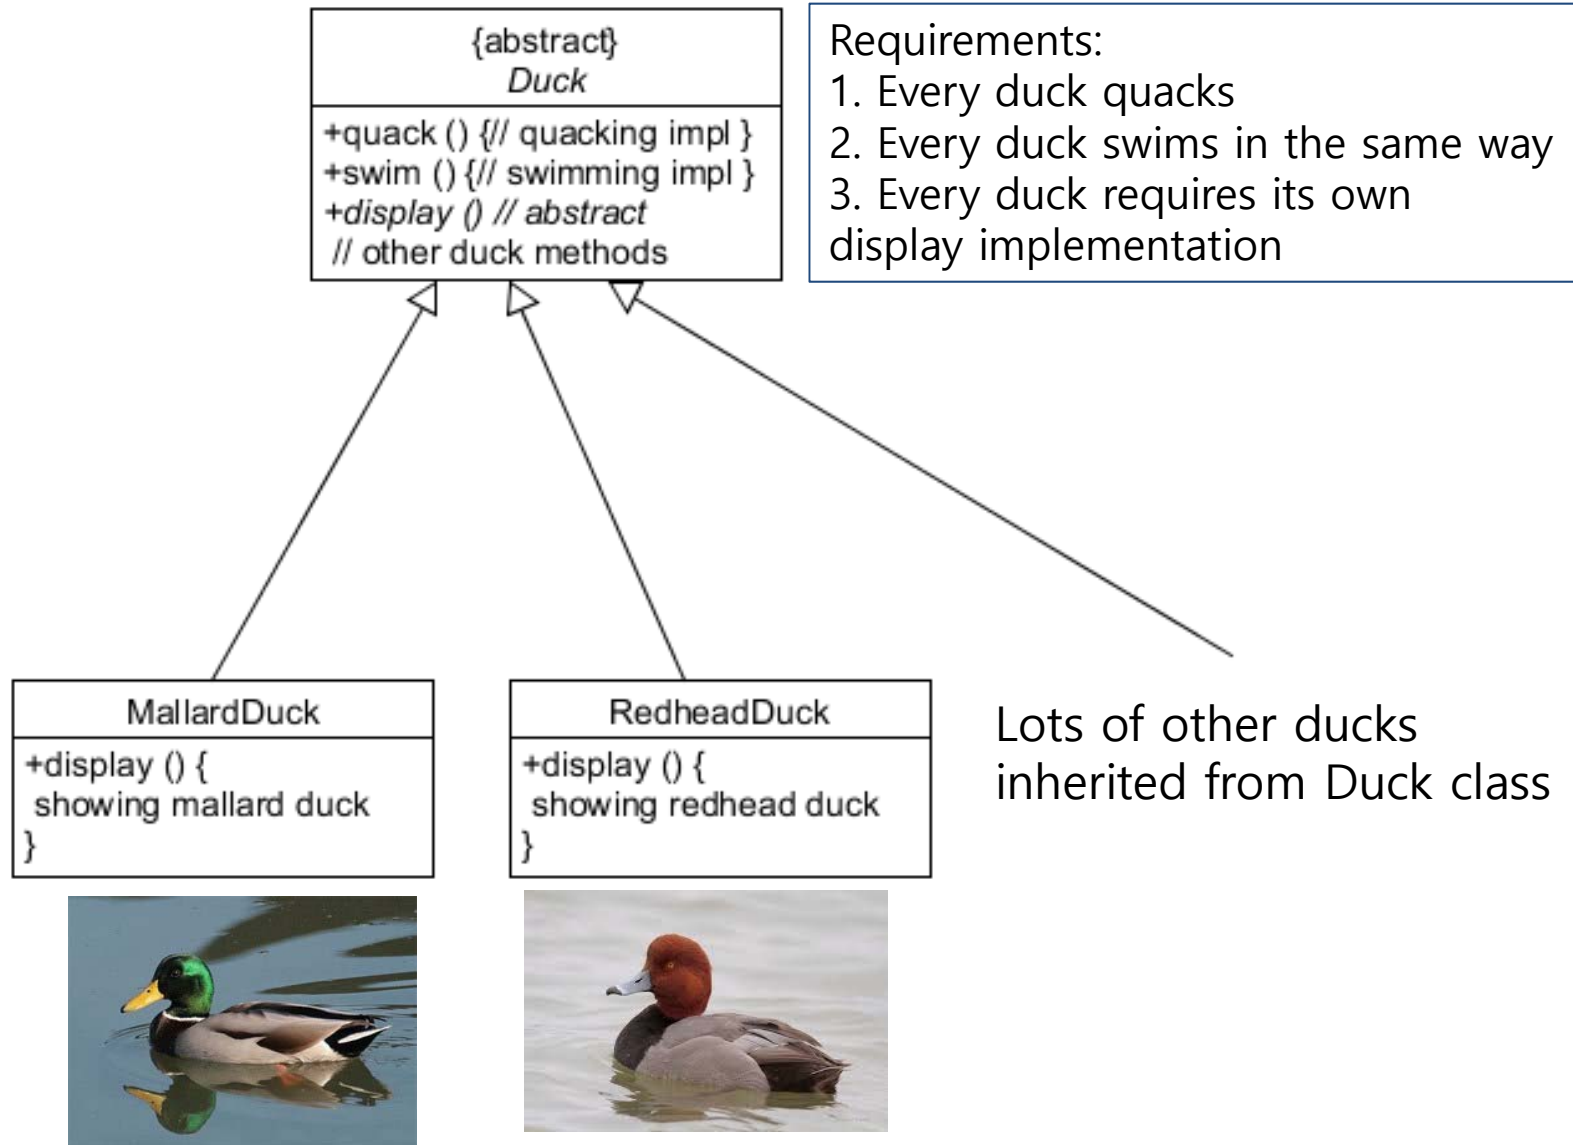 {abstract}
Duck
+quack () {// quacking impl }
+swim () {// swimming impl }
+display () // abstract
// other duck methods
Requirements:
1. Every duck quacks
2. Every duck swims in the same way
3. Every duck requires its own
display implementation
MallardDuck
+display () {
showing mallard duck
}
RedheadDuck
+display () {
showing redhead duck
}
Lots of other ducks
inherited from Duck class